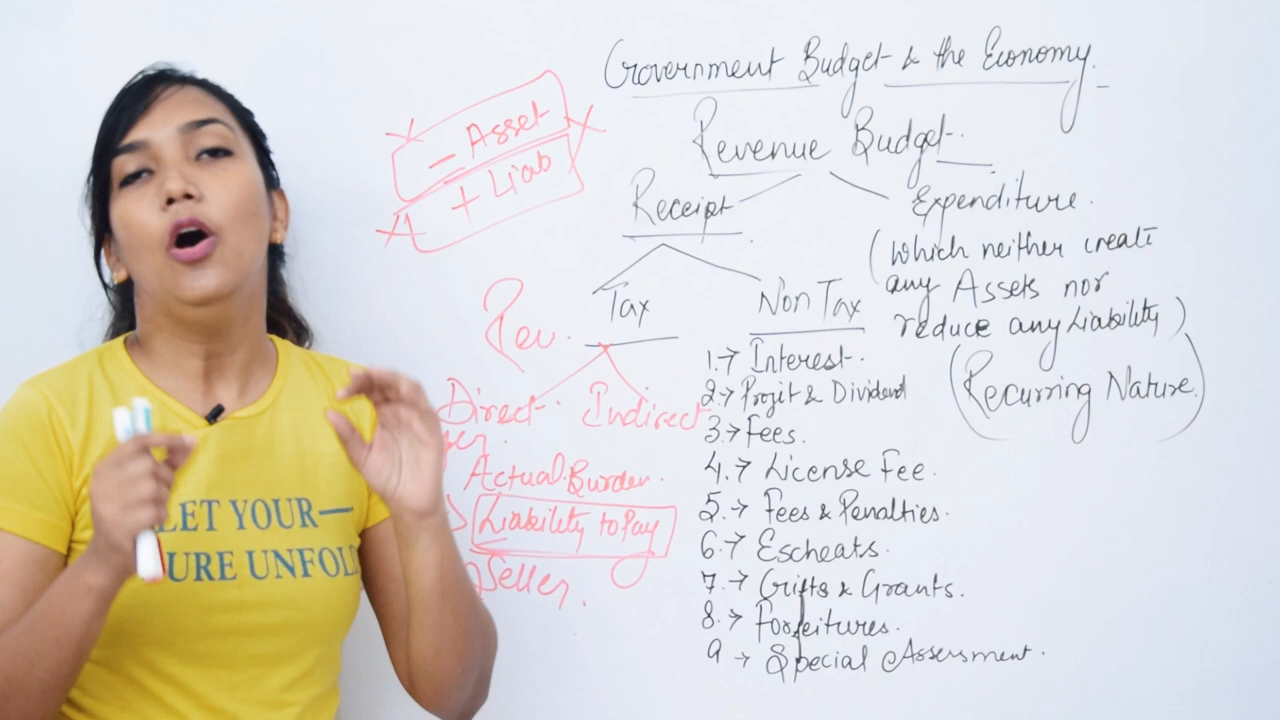 Government Budget & the Economy.
Revenue Budget.
- Asset
+ Liab
Receipt
Expenditure.
(which neither create
any Assets nor
reduce any Liability)
(Recurring Nature.)
Tax
Non Tax
Rev.
Direct
Indirect
Actual Burden.
Liability to Pay
Seller.
1.→ Interest.
2.→ Profit & Dividend
3.→ Fees.
4.→ License Fee.
5.→ Fees & Penalties.
6.→ Escheats.
7.→ Gifts & Grants.
8.→ Forfeitures.
9 → Special Assessment.
LET YOUR—
URE UNFOL